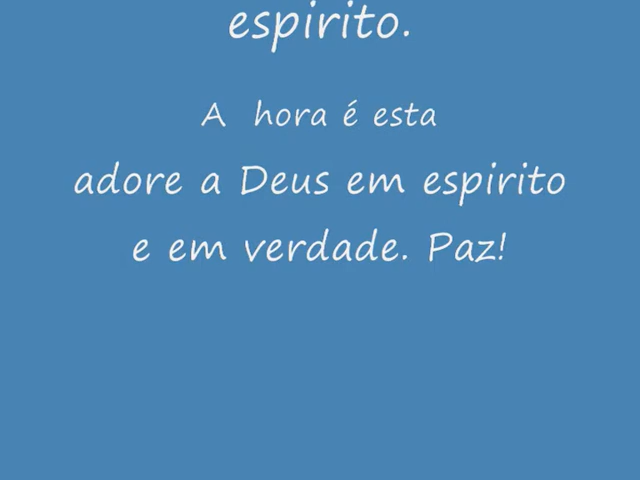 espirito.
A hora é esta
adore a Deus em espirito
e em verdade. Paz!